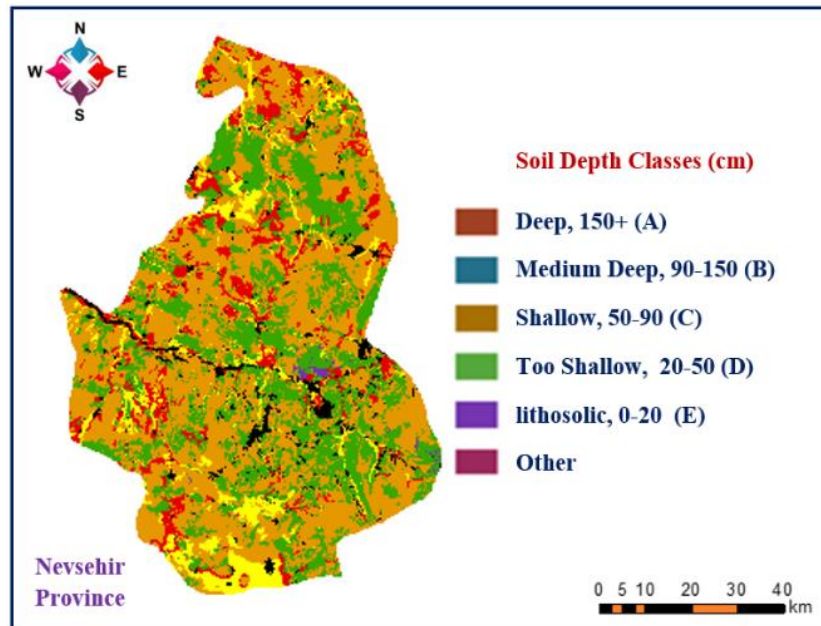 N
W E
S
Soil Depth Classes (cm)
Deep, 150+ (A)
Medium Deep, 90-150 (B)
Shallow, 50-90 (C)
Too Shallow, 20-50 (D)
lithosolic, 0-20 (E)
Other
Nevsehir
Province
0 5 10 20 30 40
km